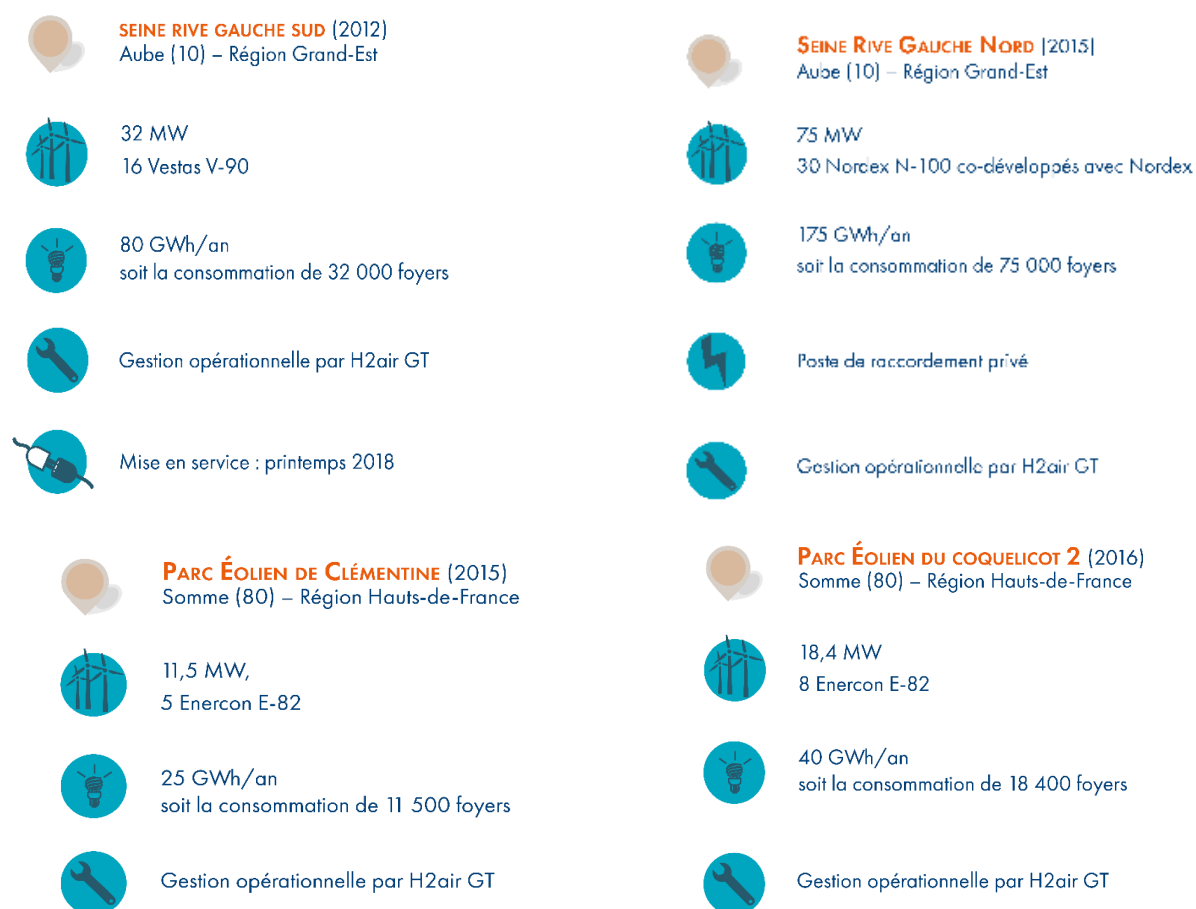 SEINE RIVE GAUCHE SUD (2012)
Aube (10) – Région Grand-Est
32 MW
16 Vestas V-90
80 GWh/an
soit la consommation de 32 000 foyers
Gestion opérationnelle par H2air GT
Mise en service : printemps 2018
SEINE RIVE GAUCHE NORD (2015)
Aube (10) – Région Grand-Est
75 MW
30 Nordex N-100 co-développés avec Nordex
175 GWh/an
soit la consommation de 75 000 foyers
Poste de raccordement privé
Gestion opérationnelle par H2air GT
PARC ÉOLIEN DE CLÉMENTINE (2015)
Somme (80) – Région Hauts-de-France
11,5 MW,
5 Enercon E-82
25 GWh/an
soit la consommation de 11 500 foyers
Gestion opérationnelle par H2air GT
PARC ÉOLIEN DU COQUELICOT 2 (2016)
Somme (80) – Région Hauts-de-France
18,4 MW
8 Enercon E-82
40 GWh/an
soit la consommation de 18 400 foyers
Gestion opérationnelle par H2air GT